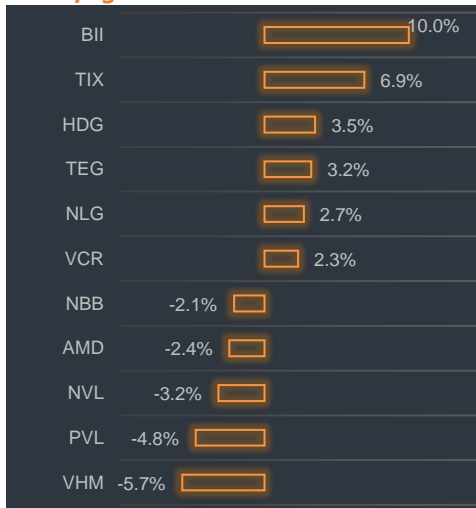 BII 10.0%
TIX 6.9%
HDG 3.5%
TEG 3.2%
NLG 2.7%
VCR 2.3%
NBB -2.1%
AMD -2.4%
NVL -3.2%
PVL -4.8%
VHM -5.7%